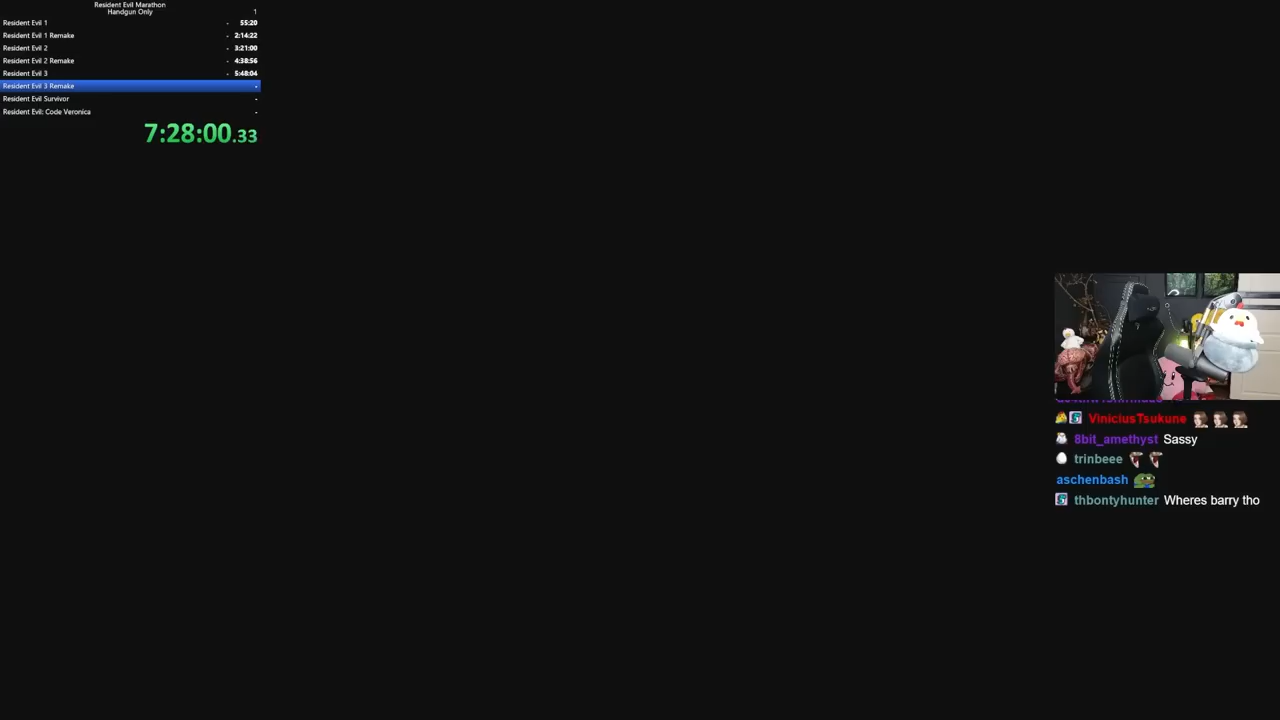 Resident Evil Marathon
Handgun Only 1
Resident Evil 1 - 55:20
Resident Evil 1 Remake - 2:14:22
Resident Evil 2 - 3:21:00
Resident Evil 2 Remake - 4:38:56
Resident Evil 3 - 5:48:04
Resident Evil 3 Remake -
Resident Evil Survivor -
Resident Evil: Code Veronica -
7:28:00.33
ViniciusTsukune
8bit_amethyst Sassy
trinbeee
aschenbash
thbontyhunter Wheres barry tho